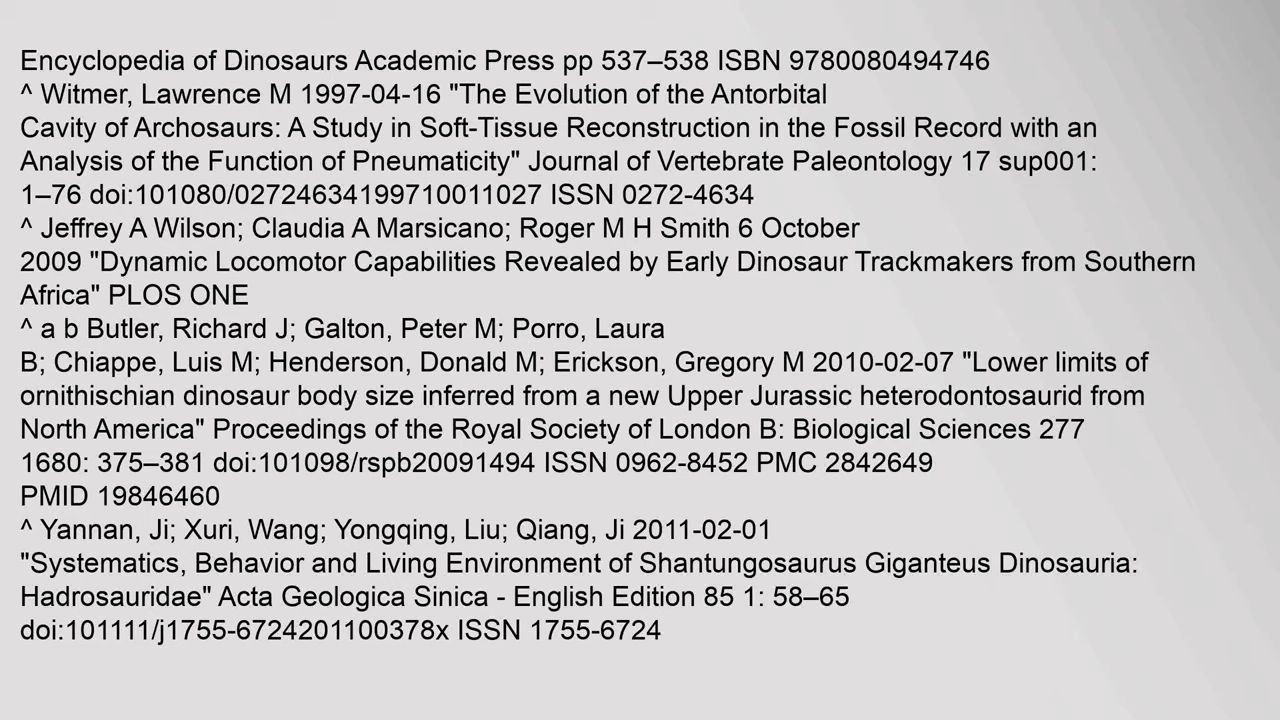 Encyclopedia of Dinosaurs Academic Press pp 537–538 ISBN 9780080494746
^ Witmer, Lawrence M 1997-04-16 "The Evolution of the Antorbital
Cavity of Archosaurs: A Study in Soft-Tissue Reconstruction in the Fossil Record with an
Analysis of the Function of Pneumaticity" Journal of Vertebrate Paleontology 17 sup001:
1–76 doi:101080/02724634199710011027 ISSN 0272-4634
^ Jeffrey A Wilson; Claudia A Marsicano; Roger M H Smith 6 October
2009 "Dynamic Locomotor Capabilities Revealed by Early Dinosaur Trackmakers from Southern
Africa" PLOS ONE
^ a b Butler, Richard J; Galton, Peter M; Porro, Laura
B; Chiappe, Luis M; Henderson, Donald M; Erickson, Gregory M 2010-02-07 "Lower limits of
ornithischian dinosaur body size inferred from a new Upper Jurassic heterodontosaurid from
North America" Proceedings of the Royal Society of London B: Biological Sciences 277
1680: 375–381 doi:101098/rspb20091494 ISSN 0962-8452 PMC 2842649
PMID 19846460
^ Yannan, Ji; Xuri, Wang; Yongqing, Liu; Qiang, Ji 2011-02-01
"Systematics, Behavior and Living Environment of Shantungosaurus Giganteus Dinosauria:
Hadrosauridae" Acta Geologica Sinica - English Edition 85 1: 58–65
doi:101111/j1755-6724201100378x ISSN 1755-6724